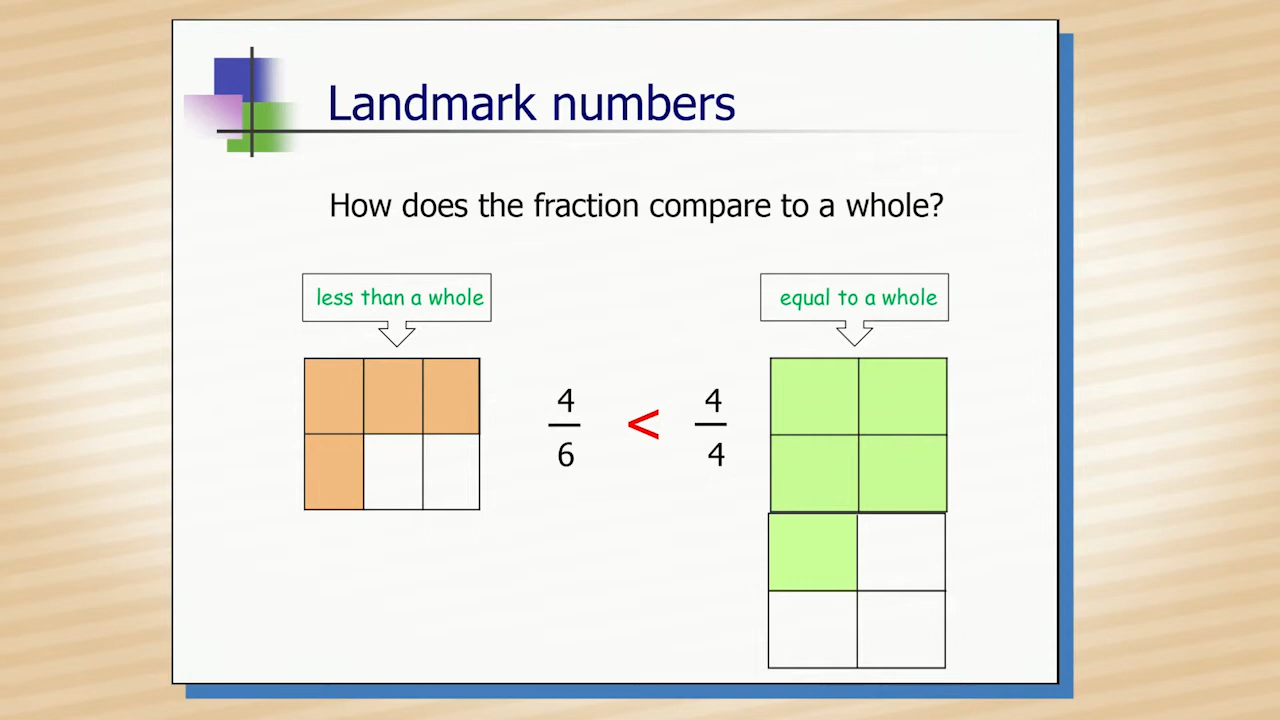 Landmark numbers
How does the fraction compare to a whole?
less than a whole
equal to a whole
4/6 < 4/4